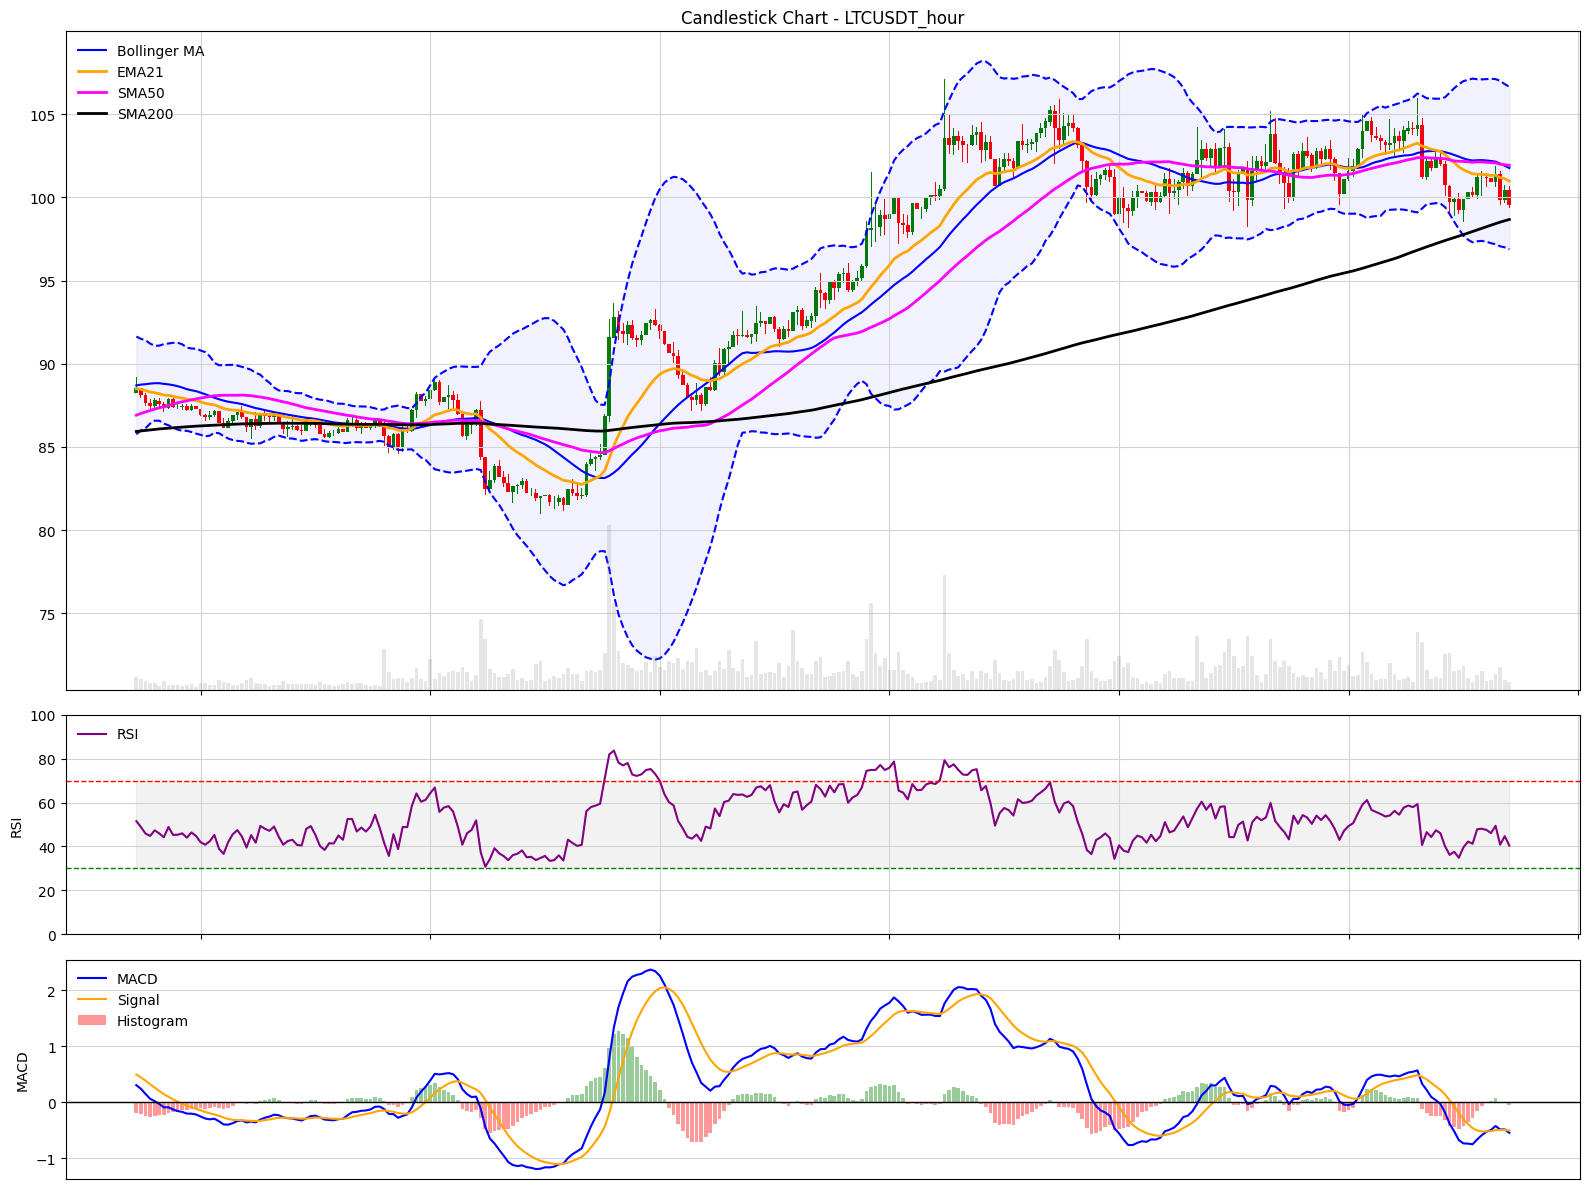 Candlestick Chart - LTCUSDT_hour
Bollinger MA
EMA21
SMA50
SMA200
105
100
95
90
85
80
75
RSI
100
80
60
40
20
0
RSI
MACD
Signal
Histogram
2
1
0
−1
MACD